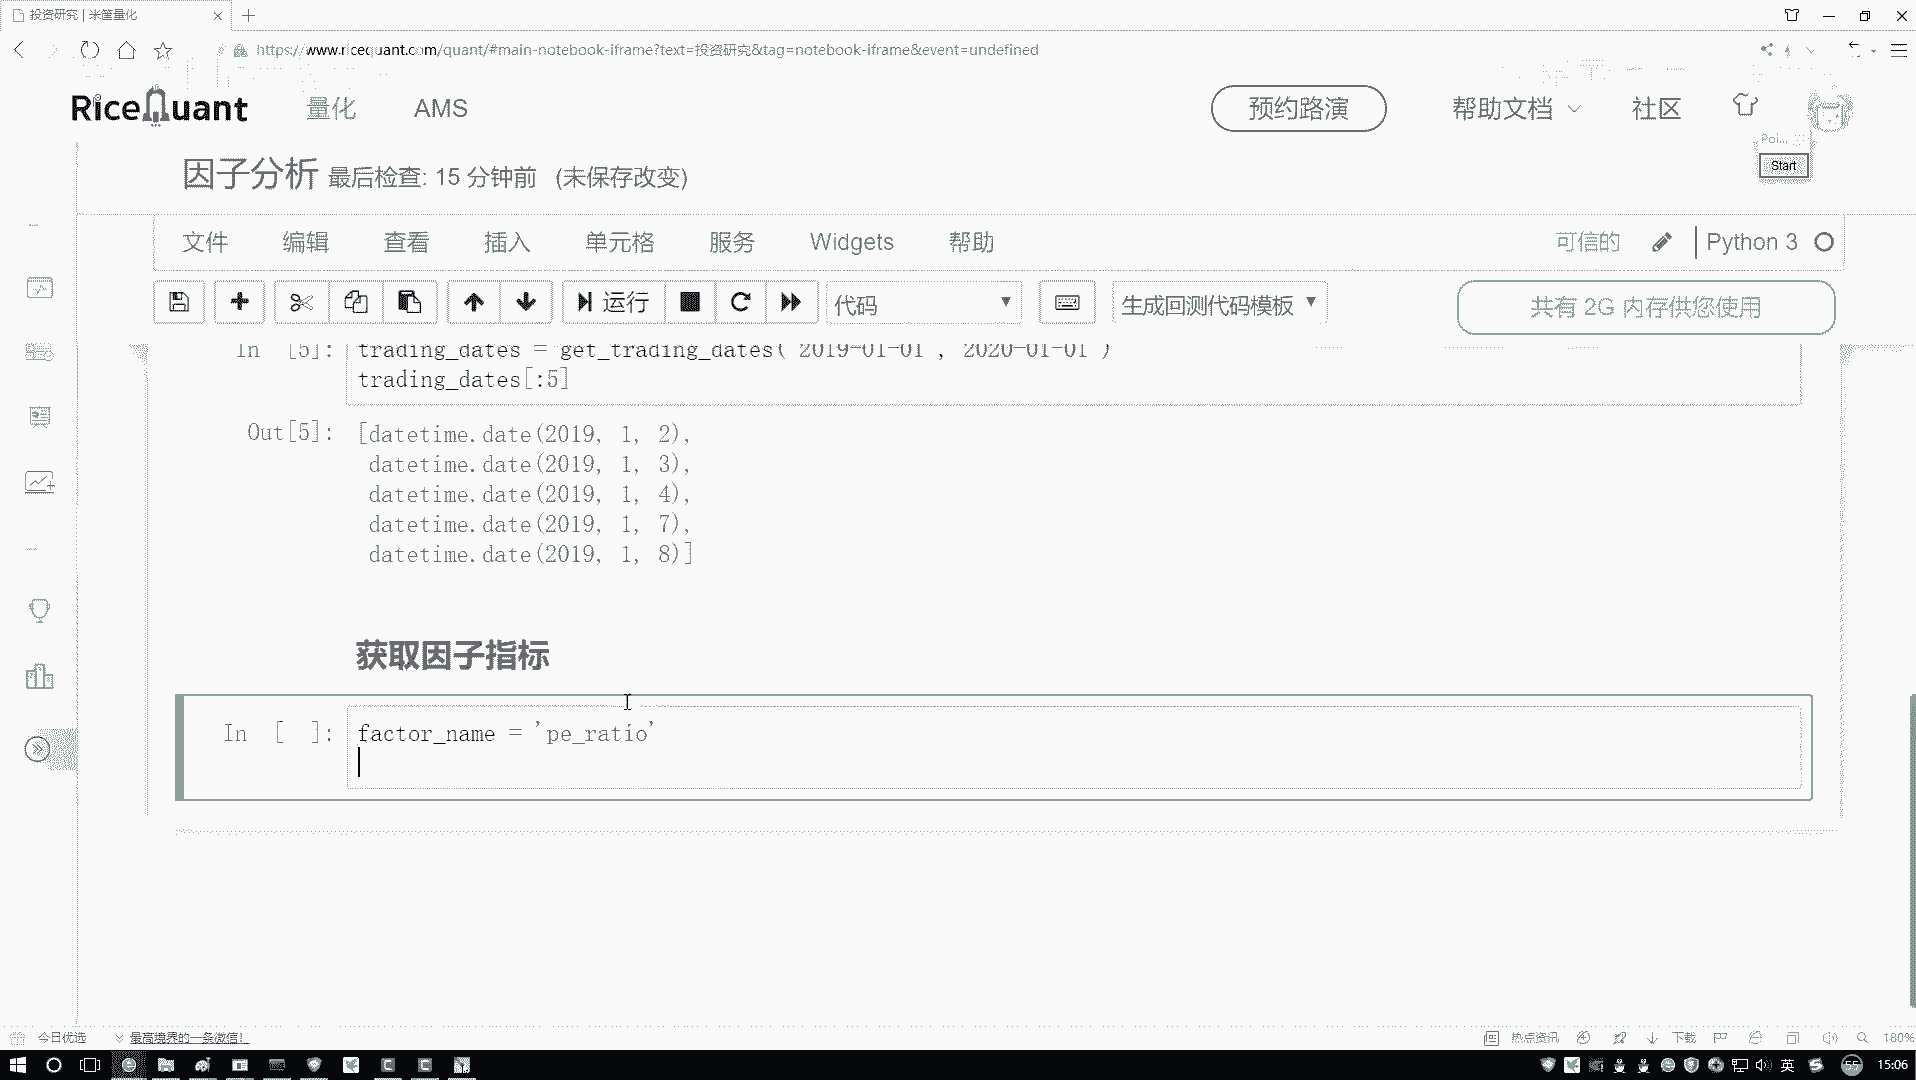 投资研究 | 米筐量化
https://www.ricequant.com/quant/#main-notebook-iframe?text=投资研究&tag=notebook-iframe&event=undefined
RiceQuant 量化 AMS 预约路演 帮助文档 社区
Poi...
Start
因子分析 最后检查: 15 分钟前 (未保存改变)
文件 编辑 查看 插入 单元格 服务 Widgets 帮助 可信的 Python 3
运行 代码 生成回测代码模板 共有 2G 内存供您使用
In [5]: trading_dates = get_trading_dates('2019-01-01', 2020-01-01')
trading_dates[:5]
Out[5]: [datetime.date(2019, 1, 2),
datetime.date(2019, 1, 3),
datetime.date(2019, 1, 4),
datetime.date(2019, 1, 7),
datetime.date(2019, 1, 8)]
获取因子指标
In [ ]: factor_name = 'pe_ratio'
今日优选 最高境界的一条微信! 热点资讯 下载 180%
英 55 15:06